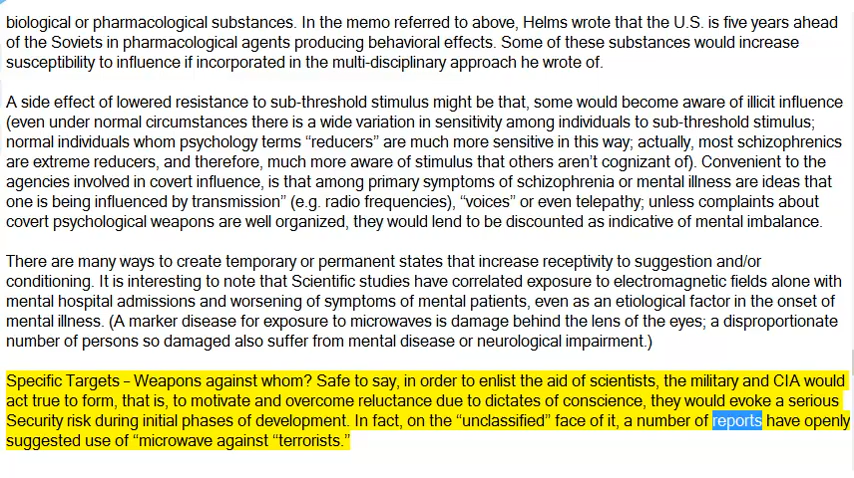 biological or pharmacological substances. In the memo referred to above, Helms wrote that the U.S. is five years ahead
of the Soviets in pharmacological agents producing behavioral effects. Some of these substances would increase
susceptibility to influence if incorporated in the multi-disciplinary approach he wrote of.
A side effect of lowered resistance to sub-threshold stimulus might be that, some would become aware of illicit influence
(even under normal circumstances there is a wide variation in sensitivity among individuals to sub-threshold stimulus;
normal individuals whom psychology terms “reducers” are much more sensitive in this way; actually, most schizophrenics
are extreme reducers, and therefore, much more aware of stimulus that others aren’t cognizant of). Convenient to the
agencies involved in covert influence, is that among primary symptoms of schizophrenia or mental illness are ideas that
one is being influenced by transmission” (e.g. radio frequencies), “voices” or even telepathy; unless complaints about
covert psychological weapons are well organized, they would lend to be discounted as indicative of mental imbalance.
There are many ways to create temporary or permanent states that increase receptivity to suggestion and/or
conditioning. It is interesting to note that Scientific studies have correlated exposure to electromagnetic fields alone with
mental hospital admissions and worsening of symptoms of mental patients, even as an etiological factor in the onset of
mental illness. (A marker disease for exposure to microwaves is damage behind the lens of the eyes; a disproportionate
number of persons so damaged also suffer from mental disease or neurological impairment.)
Specific Targets – Weapons against whom? Safe to say, in order to enlist the aid of scientists, the military and CIA would
act true to form, that is, to motivate and overcome reluctance due to dictates of conscience, they would evoke a serious
Security risk during initial phases of development. In fact, on the “unclassified” face of it, a number of reports have openly
suggested use of “microwave against “terrorists.”